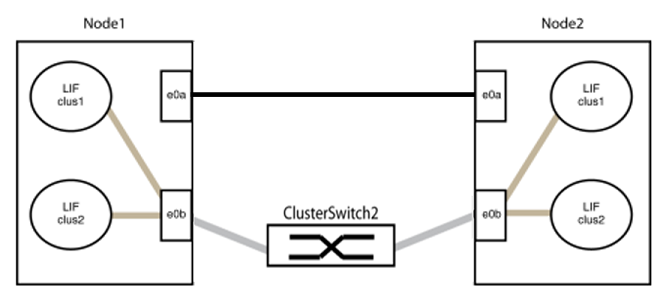 Node1
Node2
LIF
clus1
e0a
e0a
LIF
clus1
LIF
clus2
e0b
ClusterSwitch2
e0b
LIF
clus2